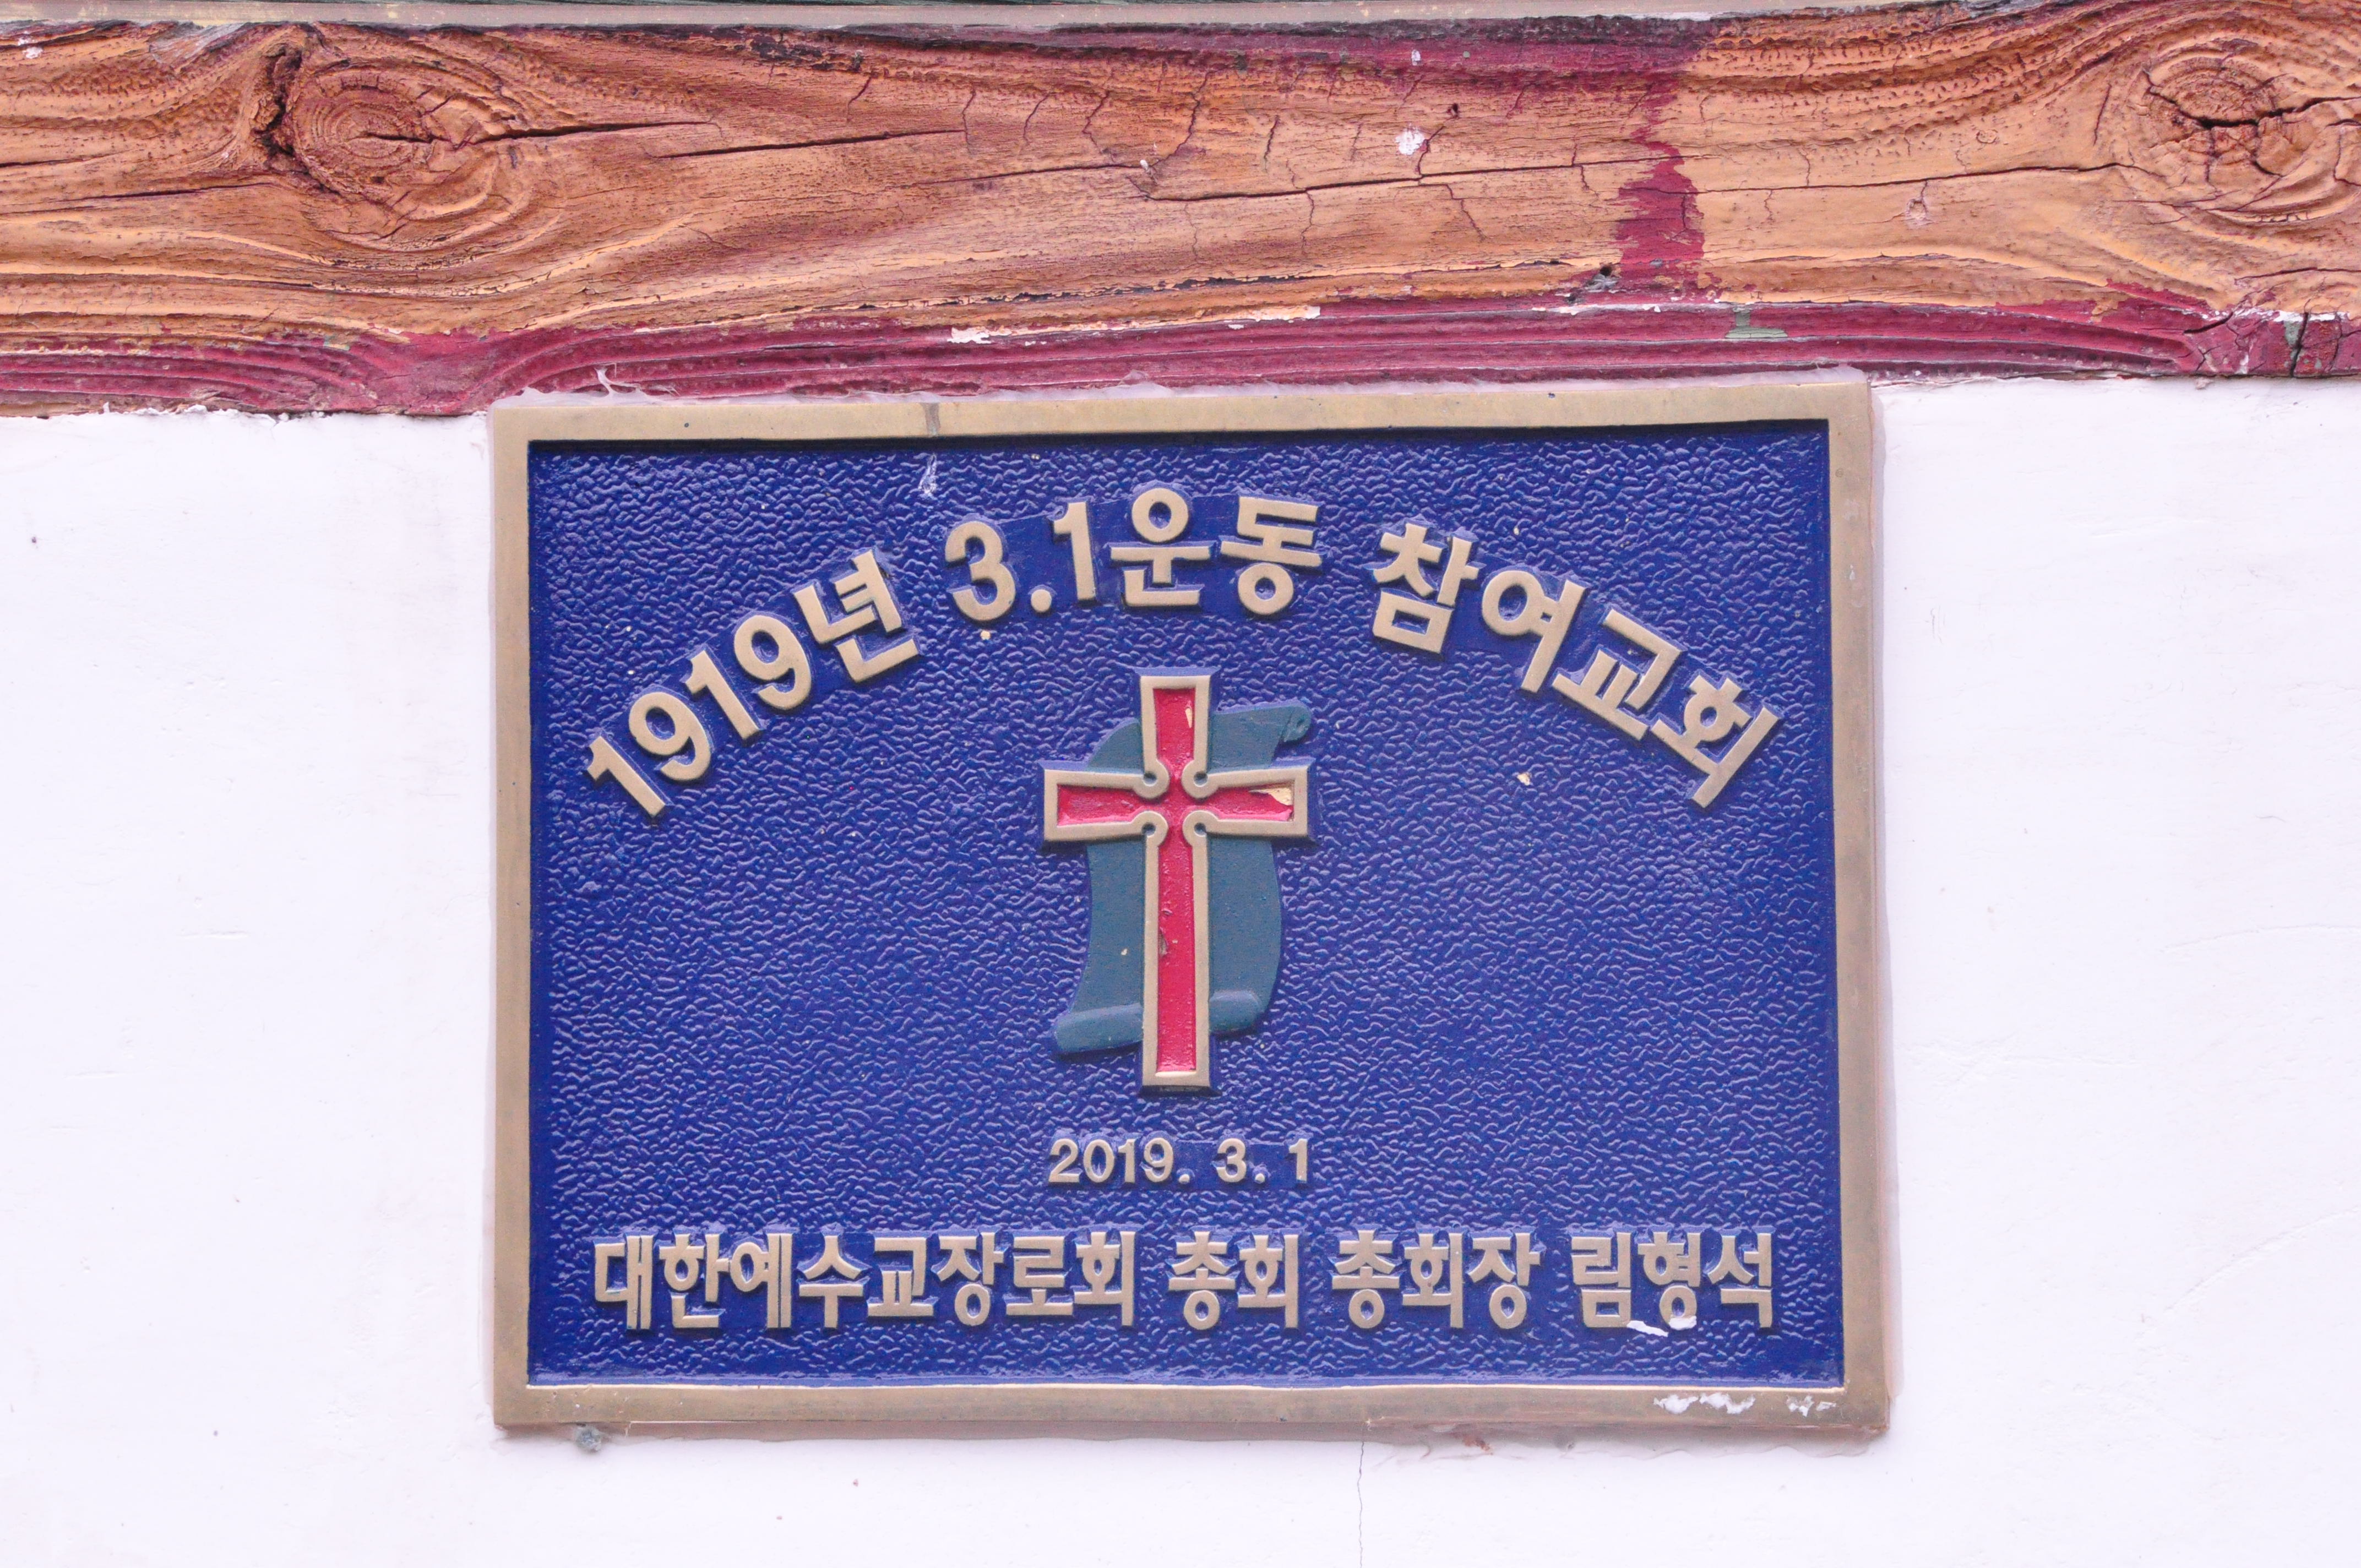 1919년 3.1운동 참여교회
2019. 3. 1
대한예수교장로회 총회 총회장 림형석